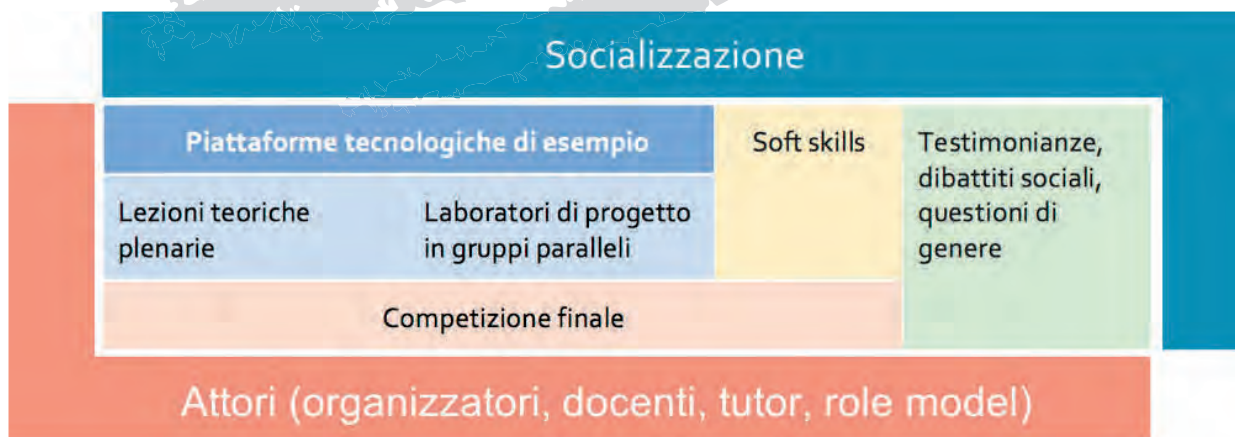 Socializzazione
Piattaforme tecnologiche di esempio
Soft skills
Testimonianze,
dibattiti sociali,
questioni di
genere
Lezioni teoriche
plenarie
Laboratori di progetto
in gruppi paralleli
Competizione finale
Attori (organizzatori, docenti, tutor, role model)